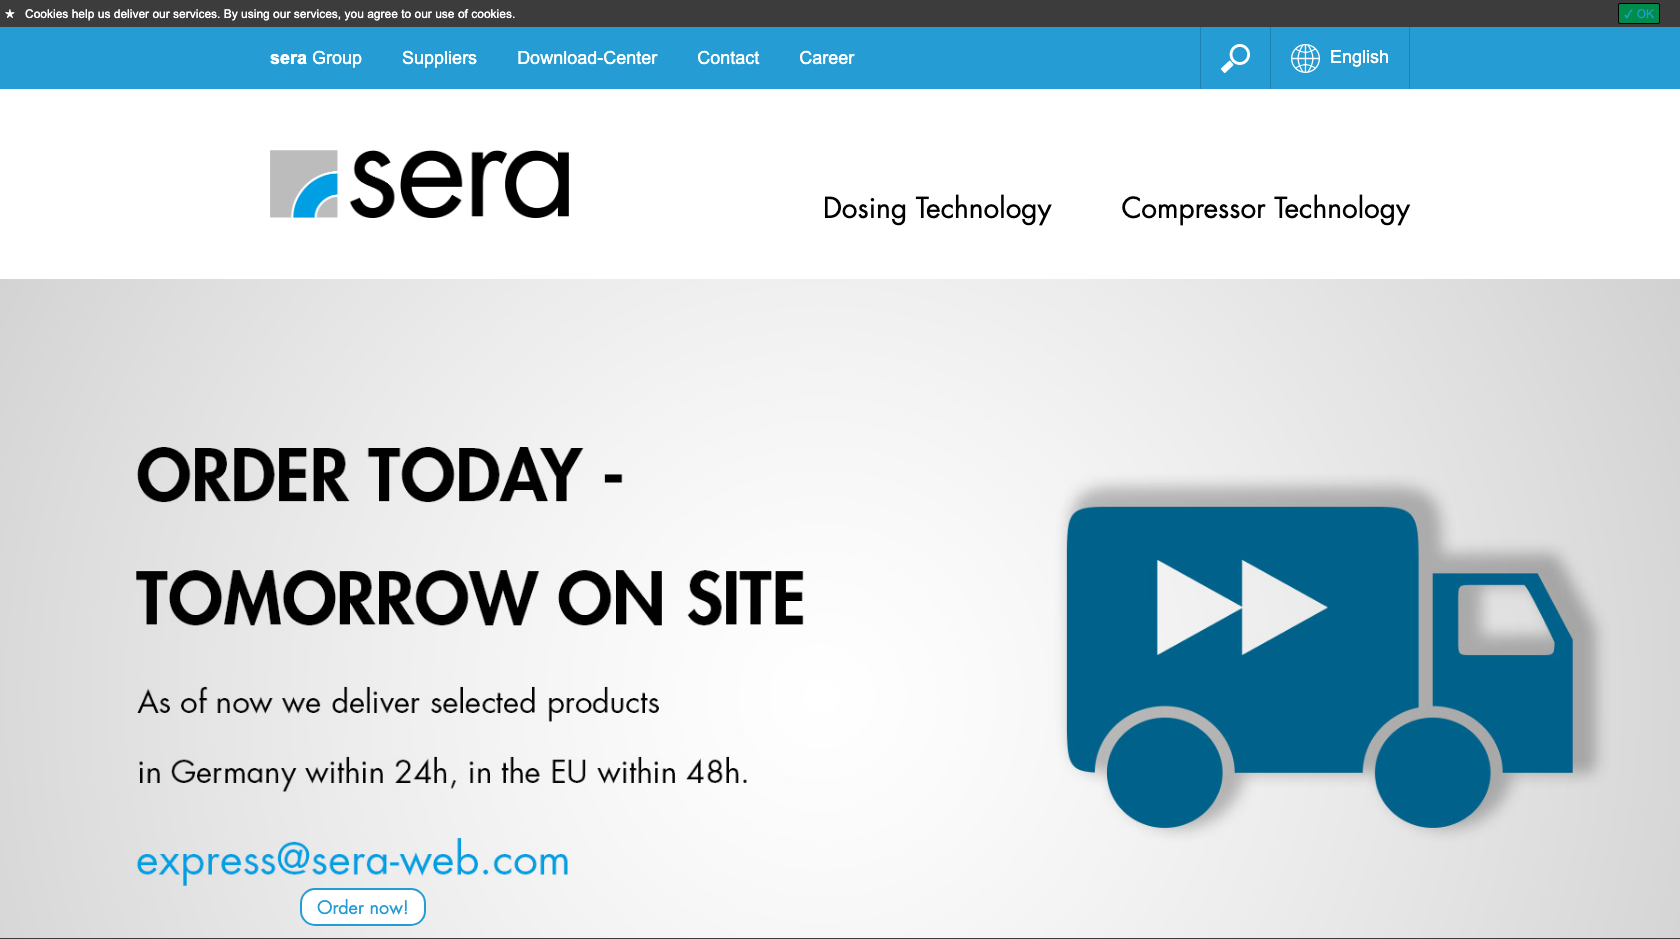 ★ Cookies help us deliver our services. By using our services, you agree to our use of cookies.
✓ OK
sera Group
Suppliers
Download-Center
Contact
Career
English
sera
Dosing Technology
Compressor Technology
ORDER TODAY -
TOMORROW ON SITE
As of now we deliver selected products
in Germany within 24h, in the EU within 48h.
express@sera-web.com
Order now!